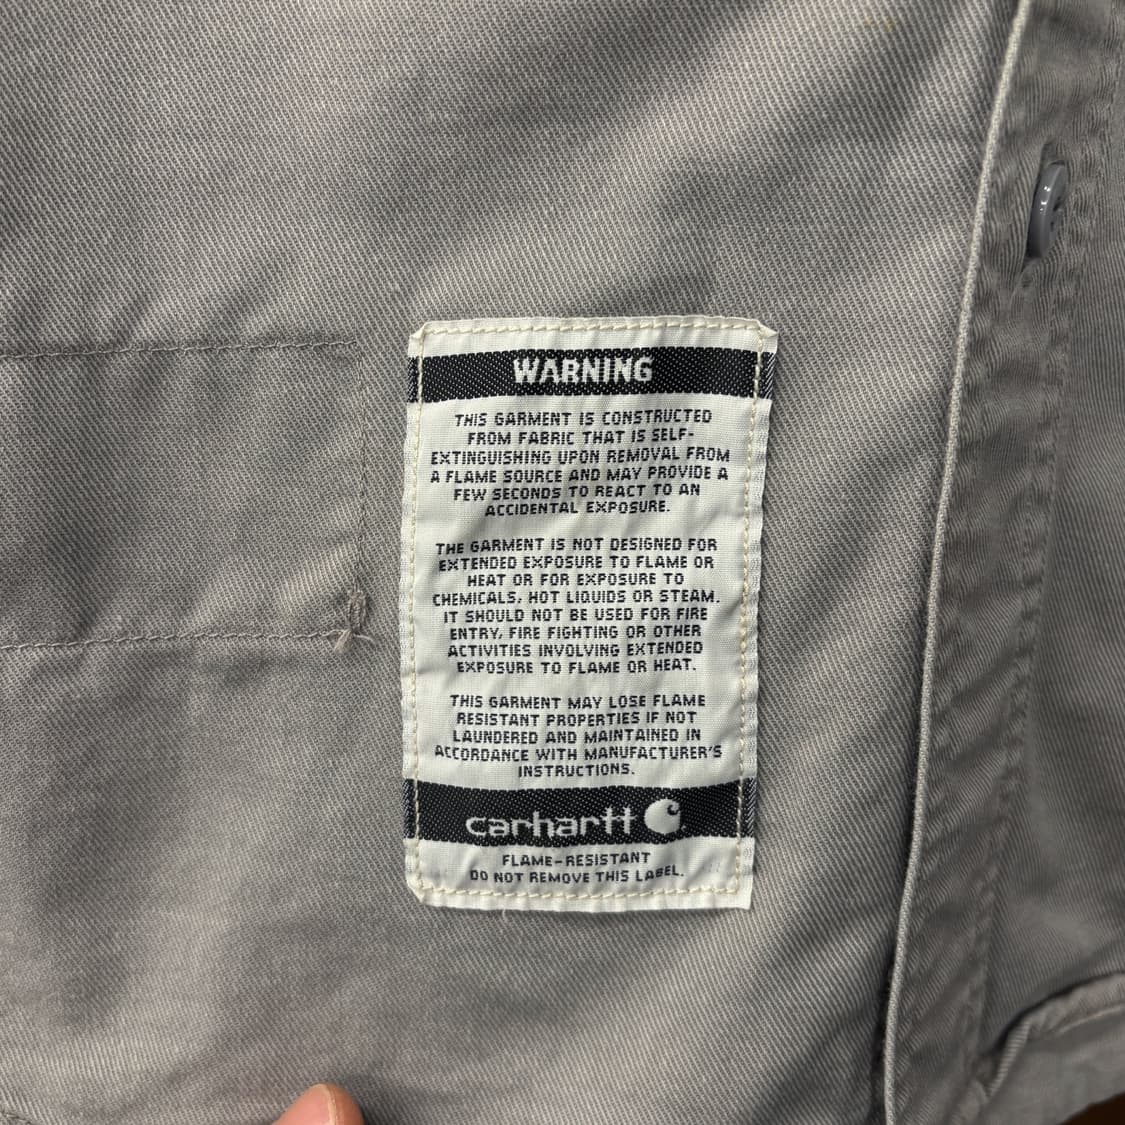 WARNING
THIS GARMENT IS CONSTRUCTED
FROM FABRIC THAT IS SELF-
EXTINGUISHING UPON REMOVAL FROM
A FLAME SOURCE AND MAY PROVIDE A
FEW SECONDS TO REACT TO AN
ACCIDENTAL EXPOSURE.
THE GARMENT IS NOT DESIGNED FOR
EXTENDED EXPOSURE TO FLAME OR
HEAT OR FOR EXPOSURE TO
CHEMICALS, HOT LIQUIDS OR STEAM.
IT SHOULD NOT BE USED FOR FIRE
ENTRY, FIRE FIGHTING OR OTHER
ACTIVITIES INVOLVING EXTENDED
EXPOSURE TO FLAME OR HEAT.
THIS GARMENT MAY LOSE FLAME
RESISTANT PROPERTIES IF NOT
LAUNDERED AND MAINTAINED IN
ACCORDANCE WITH MANUFACTURER'S
INSTRUCTIONS.
carhartt
FLAME-RESISTANT
DO NOT REMOVE THIS LABEL.